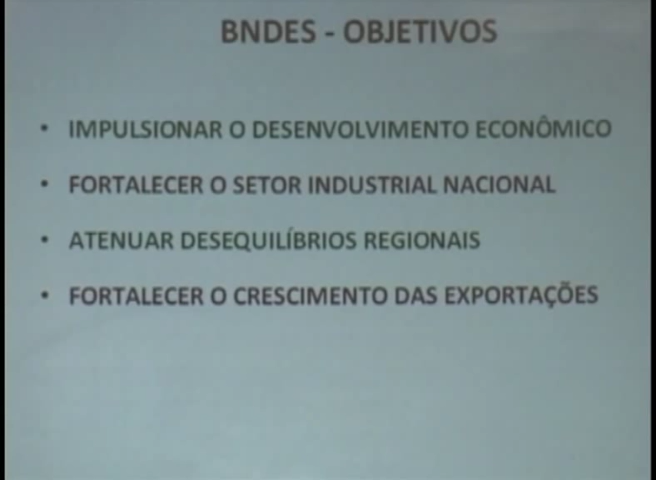 BNDES - OBJETIVOS
• IMPULSIONAR O DESENVOLVIMENTO ECONÔMICO
• FORTALECER O SETOR INDUSTRIAL NACIONAL
• ATENUAR DESEQUILÍBRIOS REGIONAIS
• FORTALECER O CRESCIMENTO DAS EXPORTAÇÕES